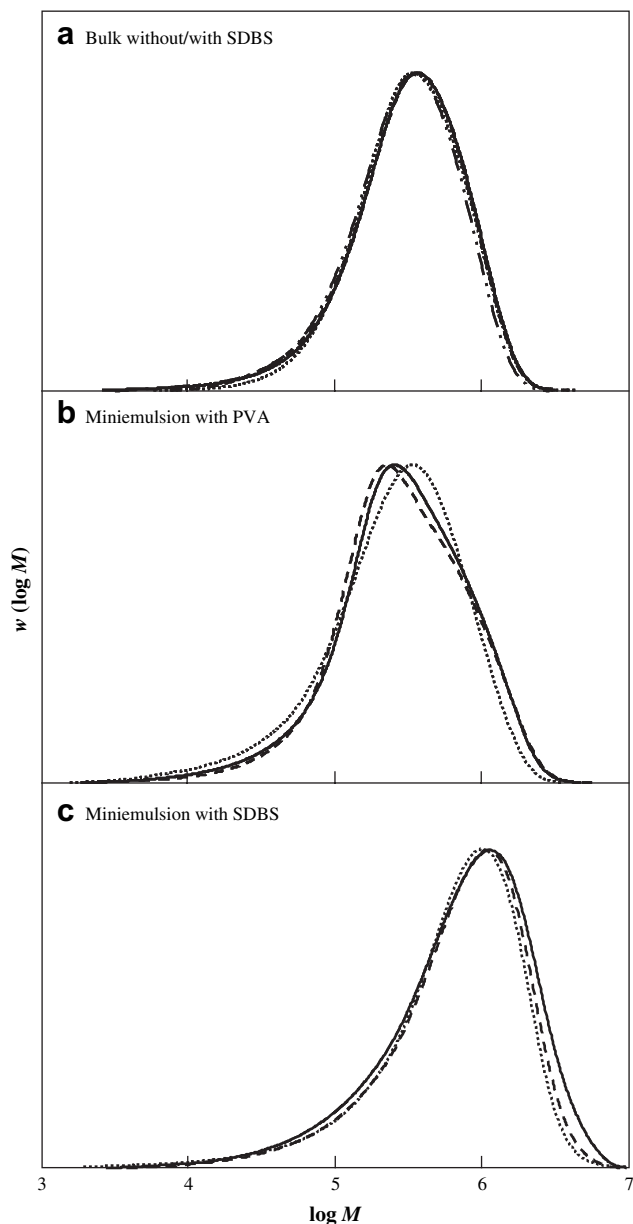 a Bulk without/with SDBS
b Miniemulsion with PVA
w (log M)
c Miniemulsion with SDBS
3 4 5 6 7
log M